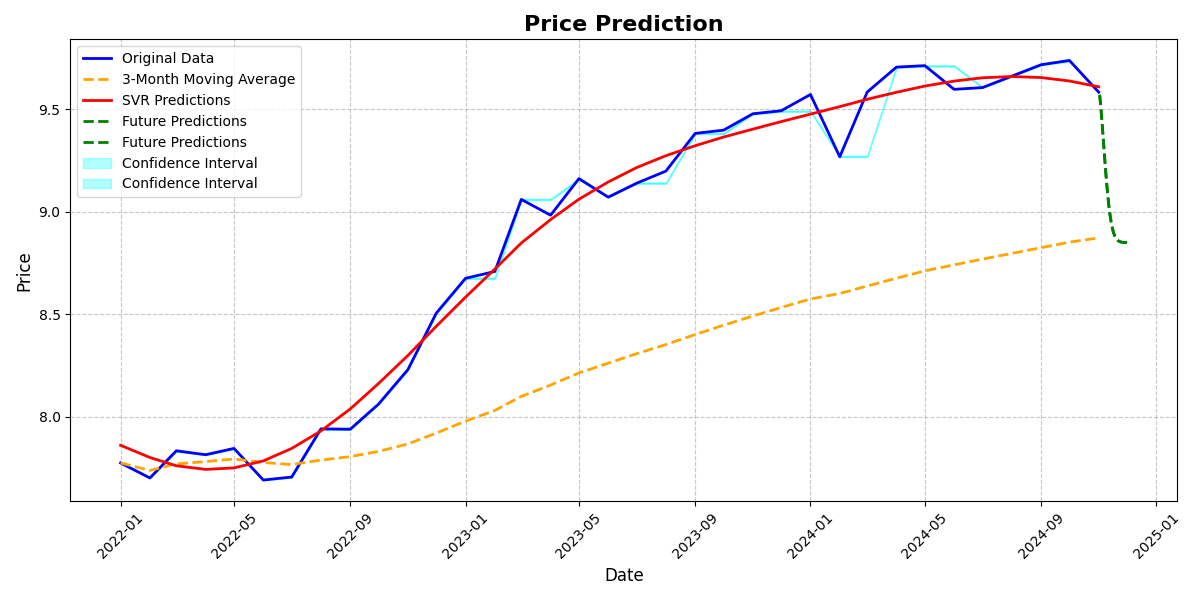 Price Prediction
Original Data
3-Month Moving Average
SVR Predictions
Future Predictions
Future Predictions
Confidence Interval
Confidence Interval
Price
9.5
9.0
8.5
8.0
2022-01
2022-05
2022-09
2023-01
2023-05
2023-09
2024-01
2024-05
2024-09
2025-01
Date